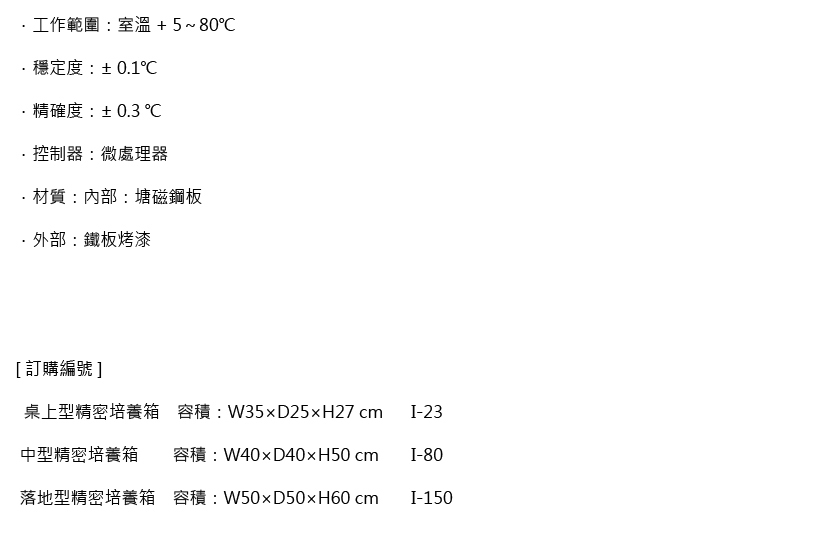 · 工作範圍：室溫 + 5～80℃
· 穩定度：± 0.1℃
· 精確度：± 0.3 ℃
· 控制器：微處理器
· 材質：內部：塘磁鋼板
· 外部：鐵板烤漆
[ 訂購編號 ]
桌上型精密培養箱 容積：W35×D25×H27 cm I-23
中型精密培養箱 容積：W40×D40×H50 cm I-80
落地型精密培養箱 容積：W50×D50×H60 cm I-150